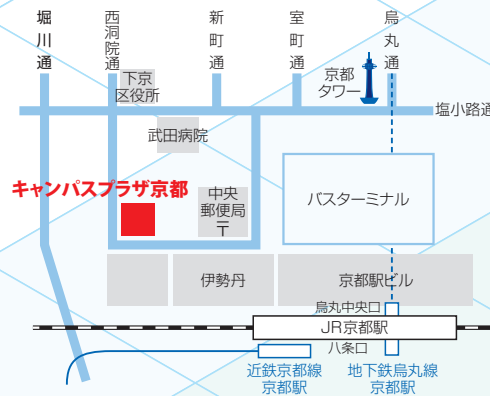 堀川通
西洞院通
新町通
室町通
烏丸通
下京
区役所
京都
タワー
塩小路通
武田病院
キャンパスプラザ京都
中央
郵便局
〒
バスターミナル
伊勢丹
京都駅ビル
烏丸中央口
JR京都駅
八条口
近鉄京都線
京都駅
地下鉄烏丸線
京都駅